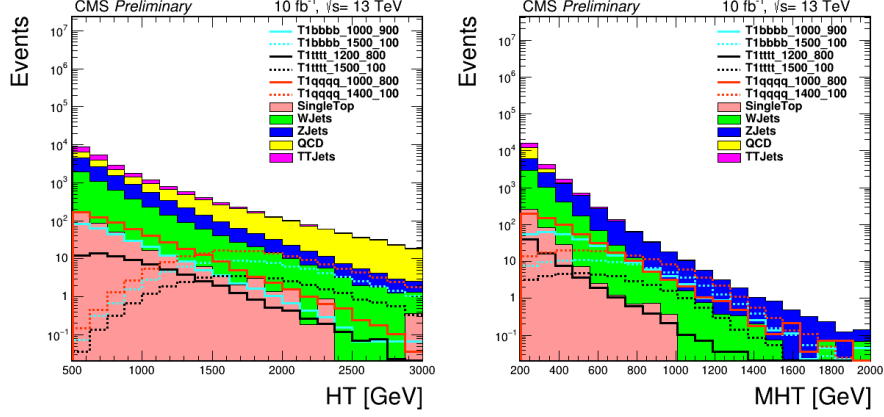 CMS Preliminary 10 fb⁻¹, √s= 13 TeV
Events
10⁷
10⁶
10⁵
10⁴
10³
10²
10
1
10⁻¹
T1bbbb_1000_900
T1bbbb_1500_100
T1tttt_1200_800
T1tttt_1500_100
T1qqqq_1000_800
T1qqqq_1400_100
SingleTop
WJets
ZJets
QCD
TTJets
500 1000 1500 2000 2500 3000
HT [GeV]
CMS Preliminary 10 fb⁻¹, √s= 13 TeV
Events
10⁷
10⁶
10⁵
10⁴
10³
10²
10
1
10⁻¹
T1bbbb_1000_900
T1bbbb_1500_100
T1tttt_1200_800
T1tttt_1500_100
T1qqqq_1000_800
T1qqqq_1400_100
SingleTop
WJets
ZJets
QCD
TTJets
200 400 600 800 1000 1200 1400 1600 1800 2000
MHT [GeV]